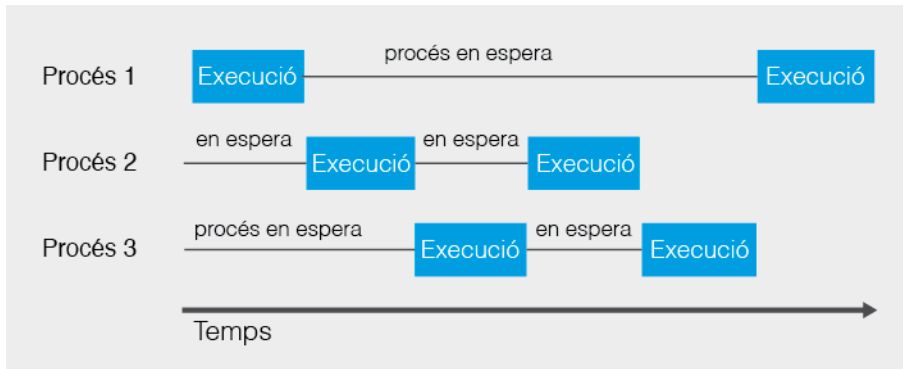 procés en espera
Procés 1 Execució Execució
en espera en espera
Procés 2 Execució Execució
procés en espera en espera
Procés 3 Execució Execució
Temps